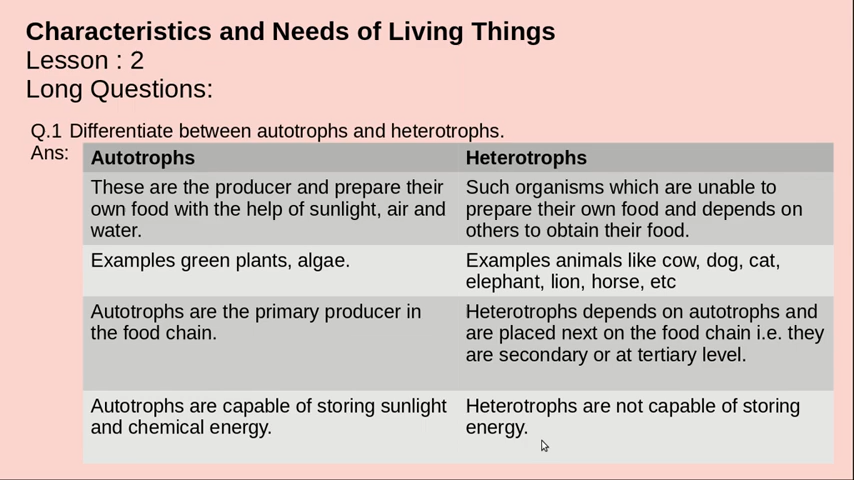 Characteristics and Needs of Living Things
Lesson : 2
Long Questions:
Q.1 Differentiate between autotrophs and heterotrophs.
Ans:
Autotrophs
Heterotrophs
These are the producer and prepare their
own food with the help of sunlight, air and
water.
Such organisms which are unable to
prepare their own food and depends on
others to obtain their food.
Examples green plants, algae.
Examples animals like cow, dog, cat,
elephant, lion, horse, etc
Autotrophs are the primary producer in
the food chain.
Heterotrophs depends on autotrophs and
are placed next on the food chain i.e. they
are secondary or at tertiary level.
Autotrophs are capable of storing sunlight
and chemical energy.
Heterotrophs are not capable of storing
energy.